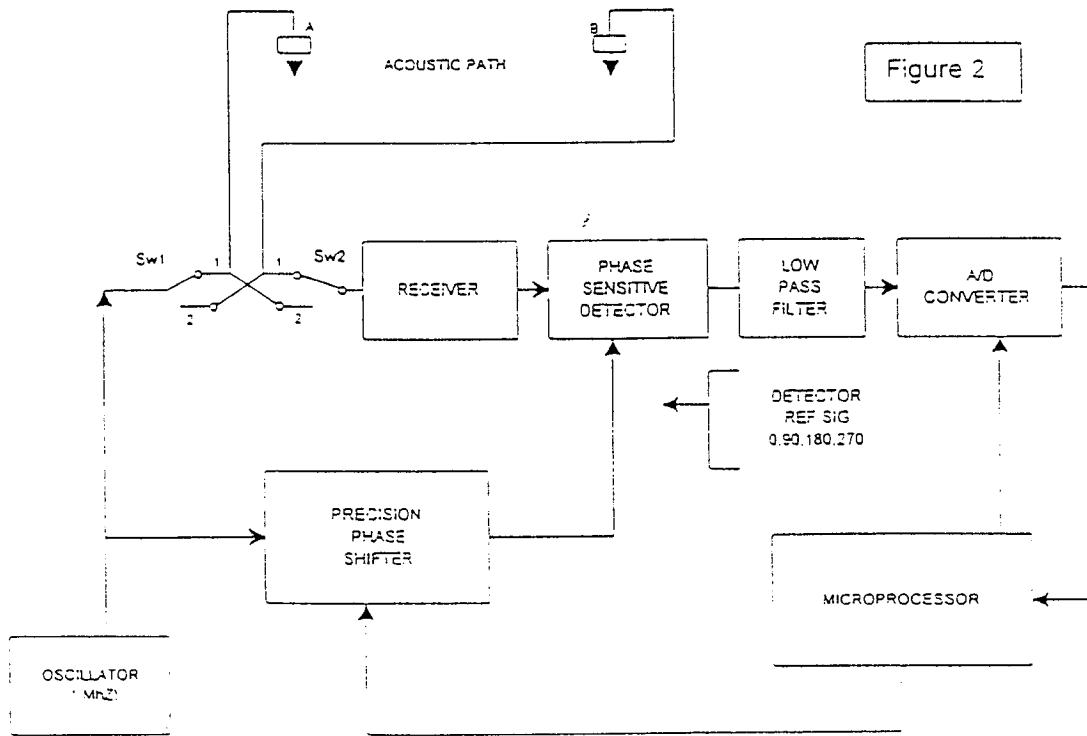 A
B
ACOUSTIC PATH
Figure 2
Sw1
1
1
Sw2
2
2
RECEIVER
PHASE
SENSITIVE
DETECTOR
LOW
PASS
FILTER
A/D
CONVERTER
DETECTOR
REF SIG
0,90,180,270
PRECISION
PHASE
SHIFTER
MICROPROCESSOR
OSCILLATOR